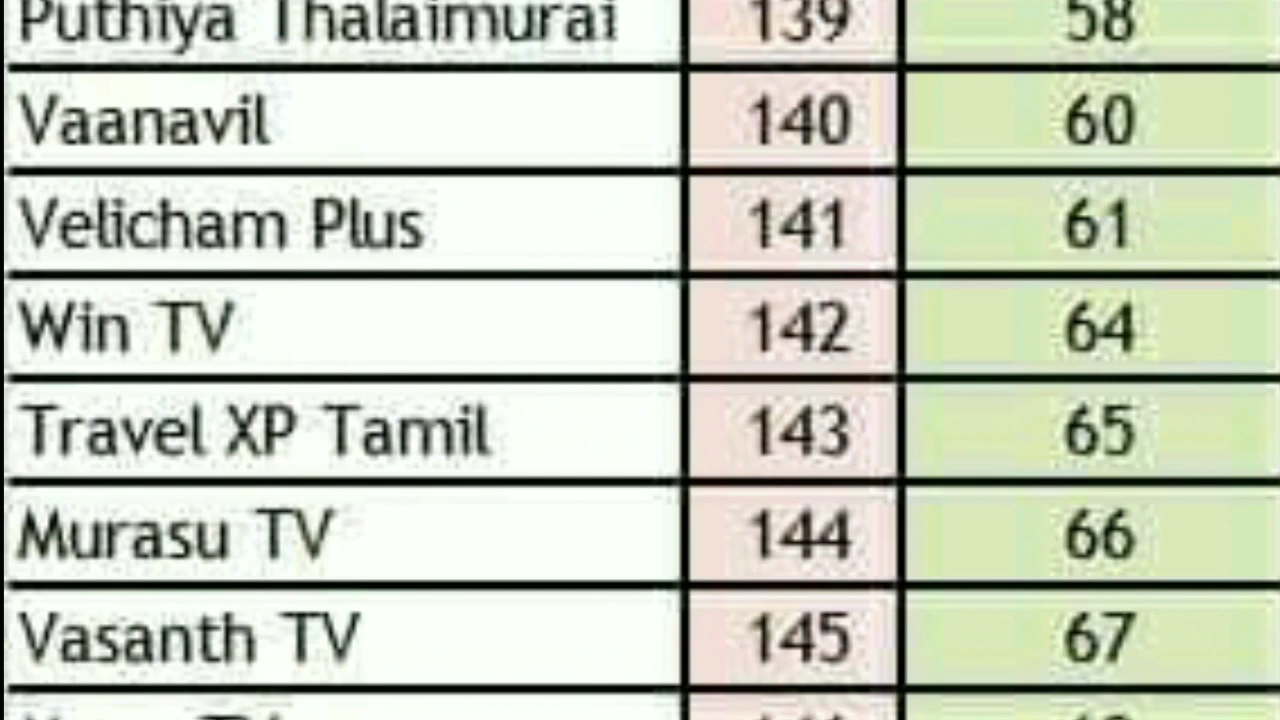 Puthiya Thalaimurai 139 58
Vaanavil 140 60
Velicham Plus 141 61
Win TV 142 64
Travel XP Tamil 143 65
Murasu TV 144 66
Vasanth TV 145 67